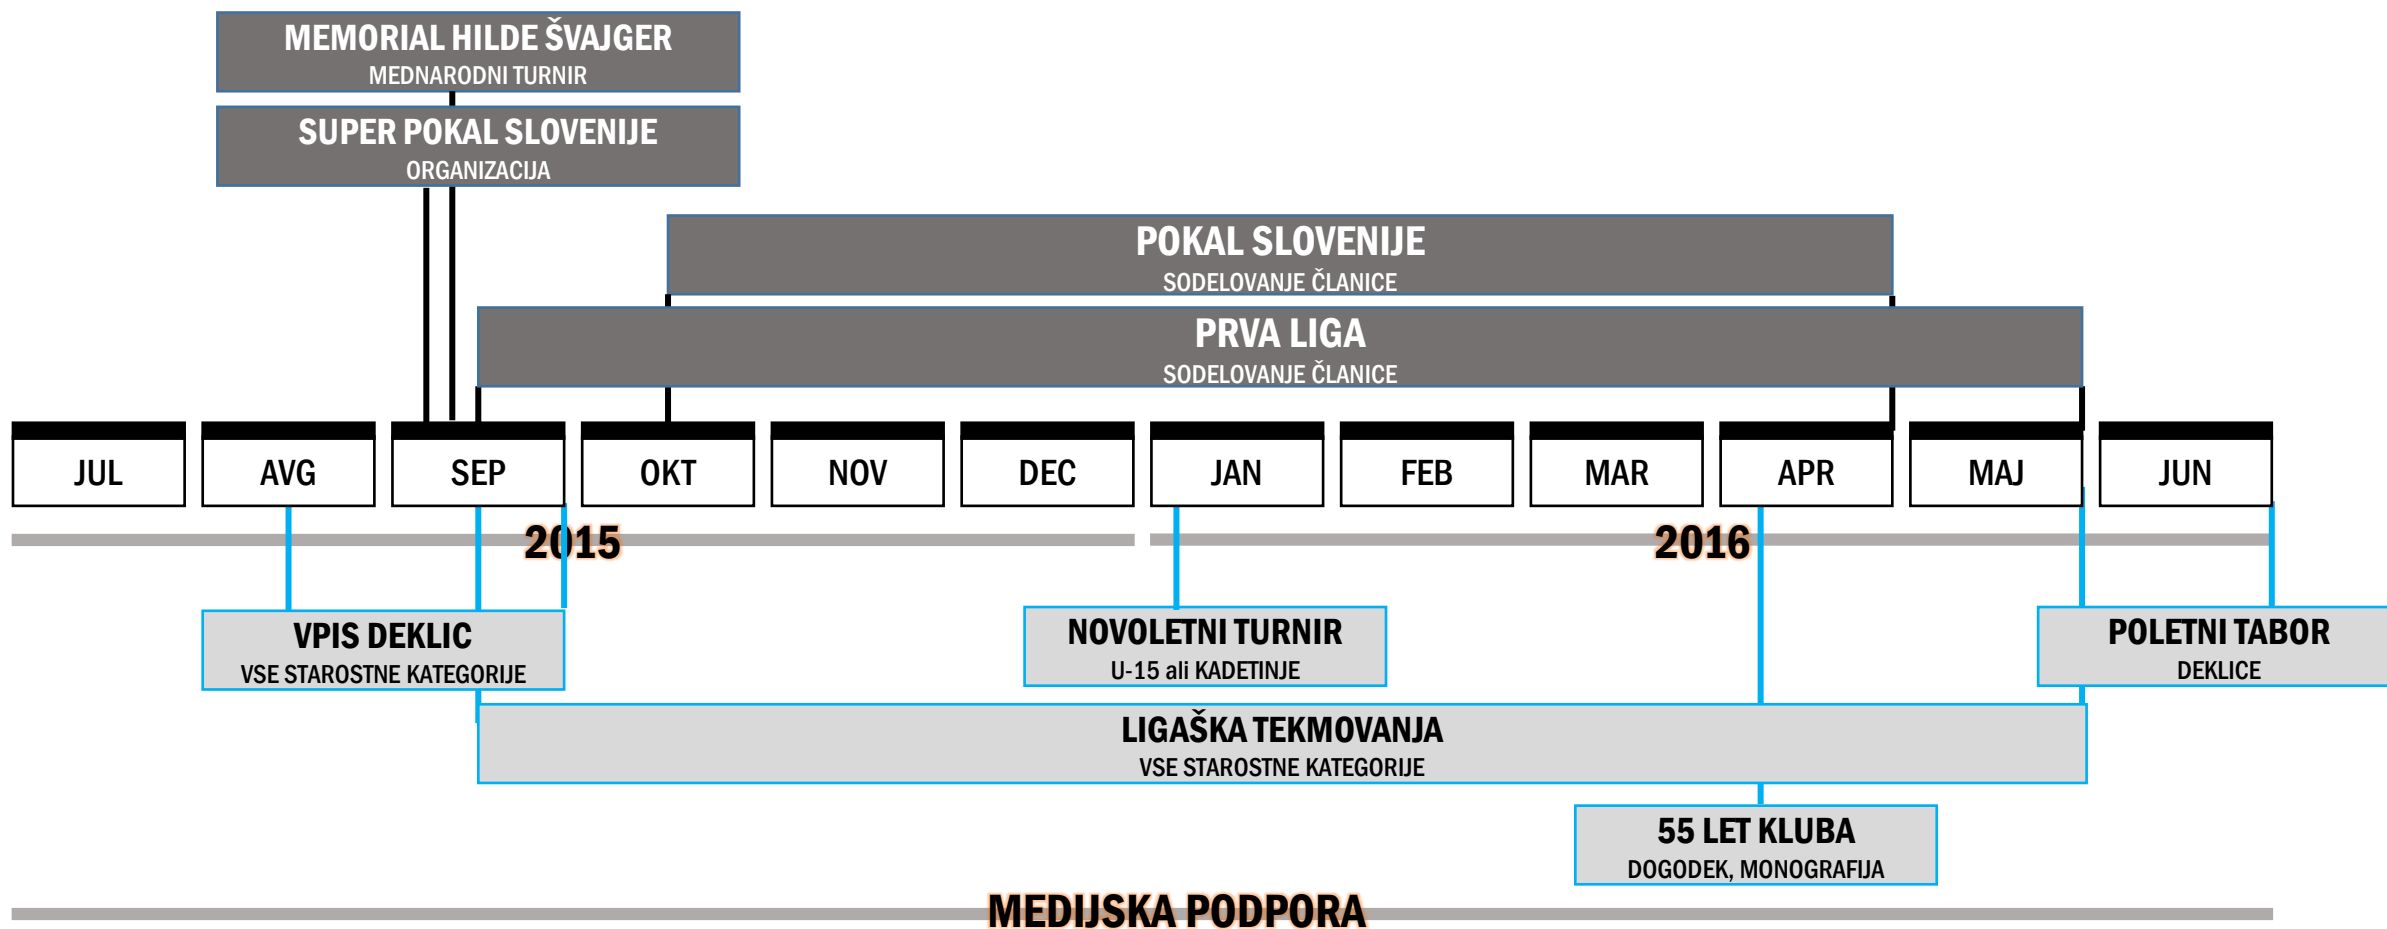 MEMORIAL HILDE ŠVAJGER
MEDNARODNI TURNIR
SUPER POKAL SLOVENIJE
ORGANIZACIJA
POKAL SLOVENIJE
SODELOVANJE ČLANICE
PRVA LIGA
SODELOVANJE ČLANICE
JUL AVG SEP OKT NOV DEC JAN FEB MAR APR MAJ JUN
2015 2016
VPIS DEKLIC
VSE STAROSTNE KATEGORIJE
NOVOLETNI TURNIR
U-15 ali KADETINJE
POLETNI TABOR
DEKLICE
LIGAŠKA TEKMOVANJA
VSE STAROSTNE KATEGORIJE
55 LET KLUBA
DOGODEK, MONOGRAFIJA
MEDIJSKA PODPORA